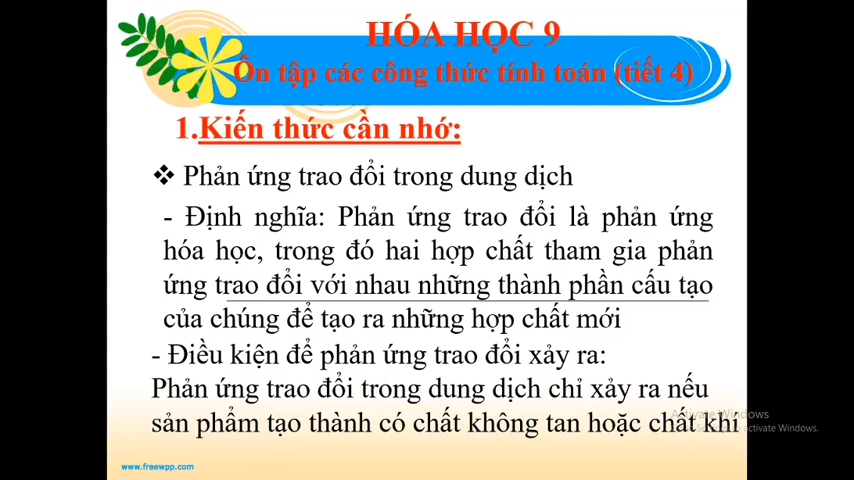 HÓA HỌC 9
Ôn tập các công thức tính toán (tiết 4)
1.Kiến thức cần nhớ:
❖ Phản ứng trao đổi trong dung dịch
- Định nghĩa: Phản ứng trao đổi là phản ứng
hóa học, trong đó hai hợp chất tham gia phản
ứng trao đổi với nhau những thành phần cấu tạo
của chúng để tạo ra những hợp chất mới
- Điều kiện để phản ứng trao đổi xảy ra:
Phản ứng trao đổi trong dung dịch chỉ xảy ra nếu
sản phẩm tạo thành có chất không tan hoặc chất khí
Activate Windows
activate Windows.
www.freewpp.com